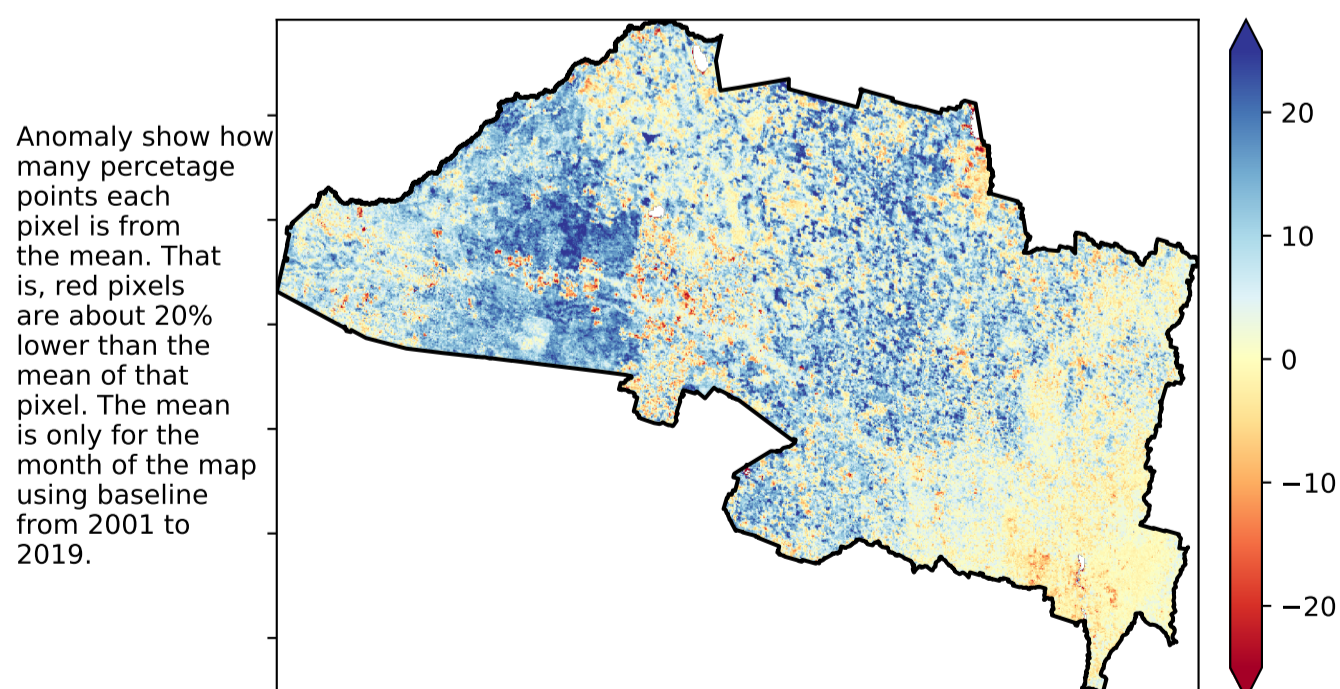 Anomaly show how
many percetage
points each
pixel is from
the mean. That
is, red pixels
are about 20%
lower than the
mean of that
pixel. The mean
is only for the
month of the map
using baseline
from 2001 to
2019.
20
10
0
−10
−20